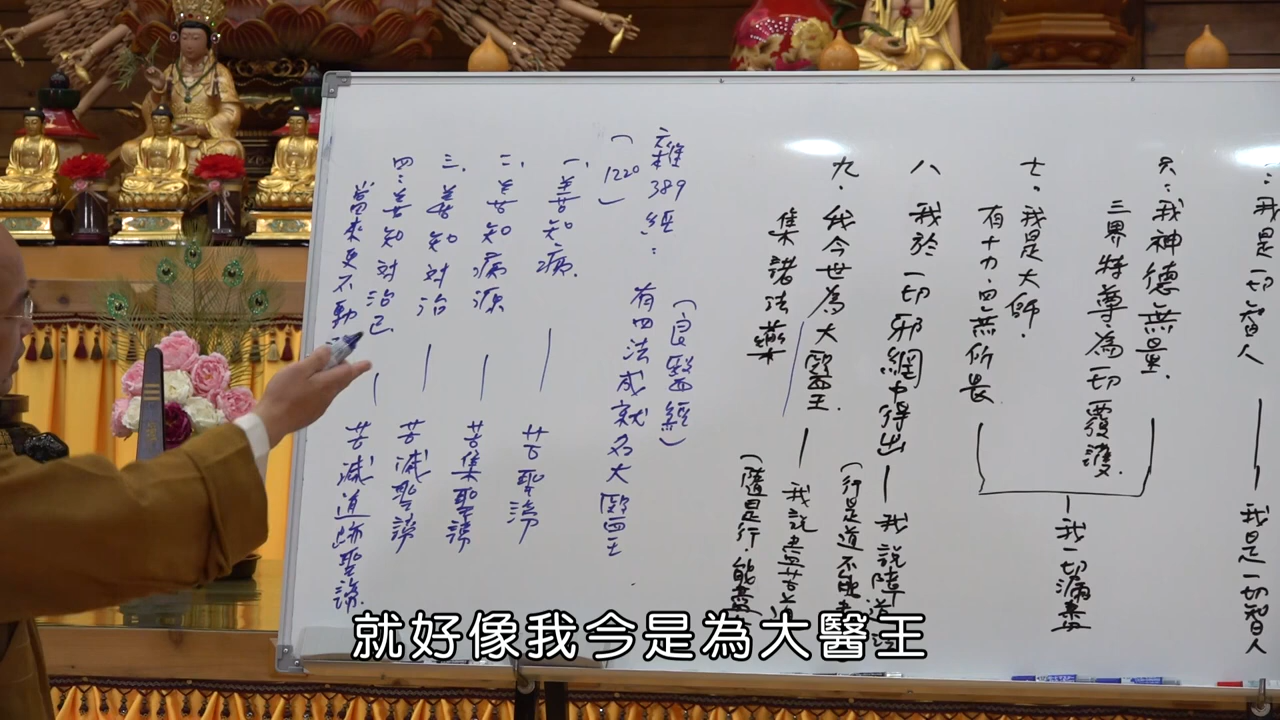 ：我是一切智人 — 我是一切智人
六：我神德無量．
三界特尊，為一切覆護．
我一切漏盡
七。我是大師．
有十力．四無所畏
八 我於一切邪網中得出 — 我說障道法
(行是道不能盡
九．我今世為大醫王．
集諸法藥
我說盡苦道
(隨是行．能盡
(良醫經)
雜389經： 有四法成就名大醫王．
(1220)
一、善知病． — 苦聖諦
二、善知病源 — 苦集聖諦
三．善知對治 — 苦滅聖諦
四：善知對治已 — 苦滅道跡聖諦．
當來更不動
就好像我今是為大醫王